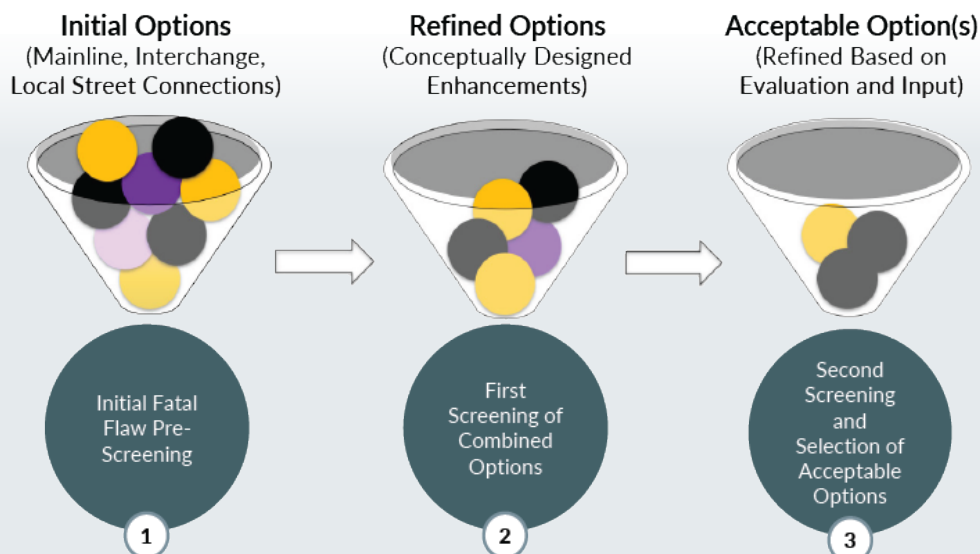 Initial Options
(Mainline, Interchange,
Local Street Connections)
Initial Fatal
Flaw Pre-
Screening
1
Refined Options
(Conceptually Designed
Enhancements)
First
Screening of
Combined
Options
2
Acceptable Option(s)
(Refined Based on
Evaluation and Input)
Second
Screening
and
Selection of
Acceptable
Options
3